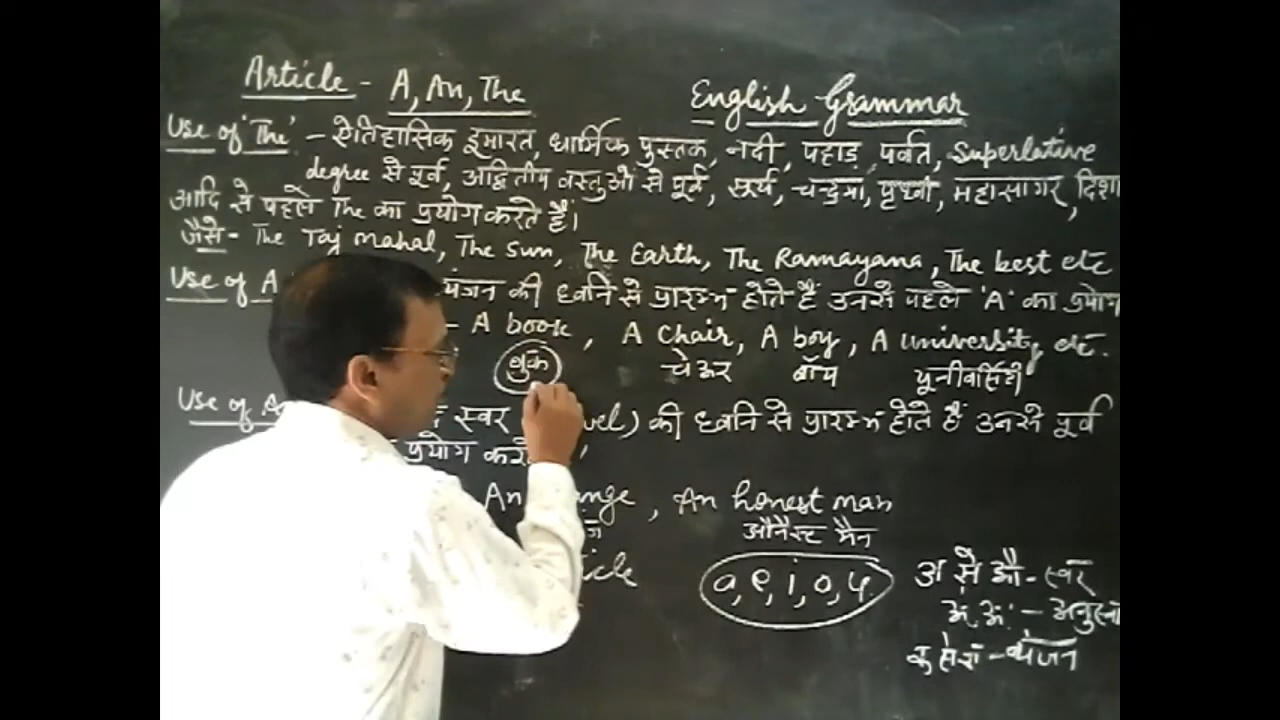 Article - A, An, The
English Grammar
Use of 'The' - ऐतिहासिक इमारत, धार्मिक पुस्तक, नदी, पहाड़, पर्वत, Superlative
degree से पूर्व, अद्वितीय वस्तुओं से पूर्व, सूर्य, चन्द्रमा, पृथ्वी, महासागर, दिशा
आदि से पहले The का प्रयोग करते हैं।
जैसे - The Taj mahal, The Sun, The Earth, The Ramayana, The best etc
Use of A की ध्वनि से प्रारम्भ होते हैं उनसे पहले 'A' का प्रयोग
- A book, A Chair, A boy, A university etc.
बुक चेअर बॉय यूनीवर्सिटी
Use of स्वर की ध्वनि से प्रारम्भ होते हैं उनसे पूर्व
प्रयोग
An , An honest man
ऑनैस्ट मैन
a, e, i, o, u
अ से औ - स्वर
अं, अः -
- व्यंजन